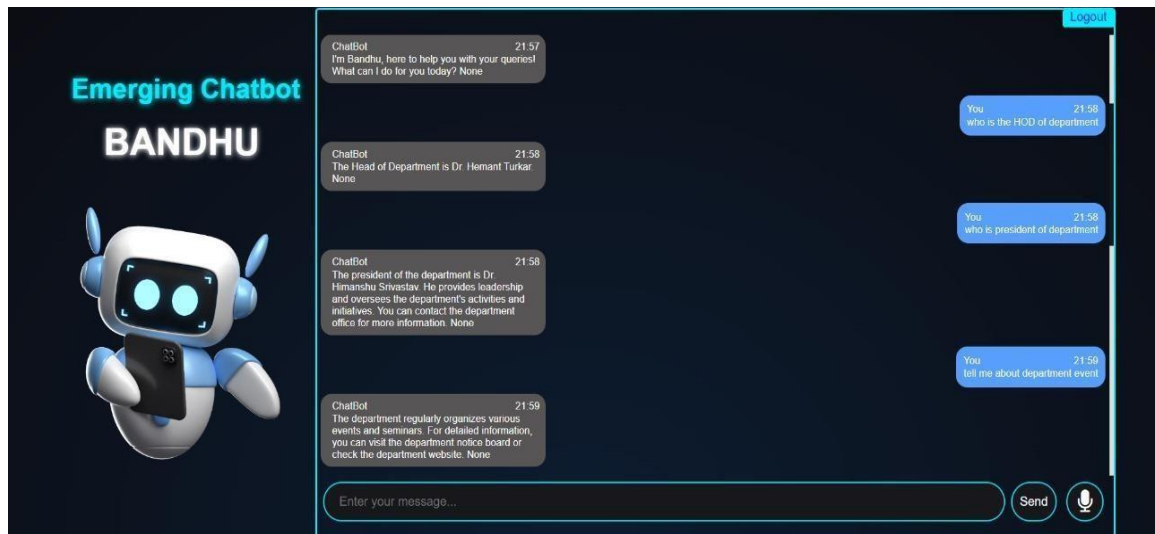 Logout
Emerging Chatbot
BANDHU
ChatBot 21:57
I'm Bandhu, here to help you with your queries!
What can I do for you today? None
You 21:58
who is the HOD of department
ChatBot 21:58
The Head of Department is Dr. Hemant Turkar.
None
You 21:58
who is president of department
ChatBot 21:58
The president of the department is Dr.
Himanshu Srivastav. He provides leadership
and oversees the department's activities and
initiatives. You can contact the department
office for more information. None
You 21:59
tell me about department event
ChatBot 21:59
The department regularly organizes various
events and seminars. For detailed information,
you can visit the department notice board or
check the department website. None
Enter your message...
Send